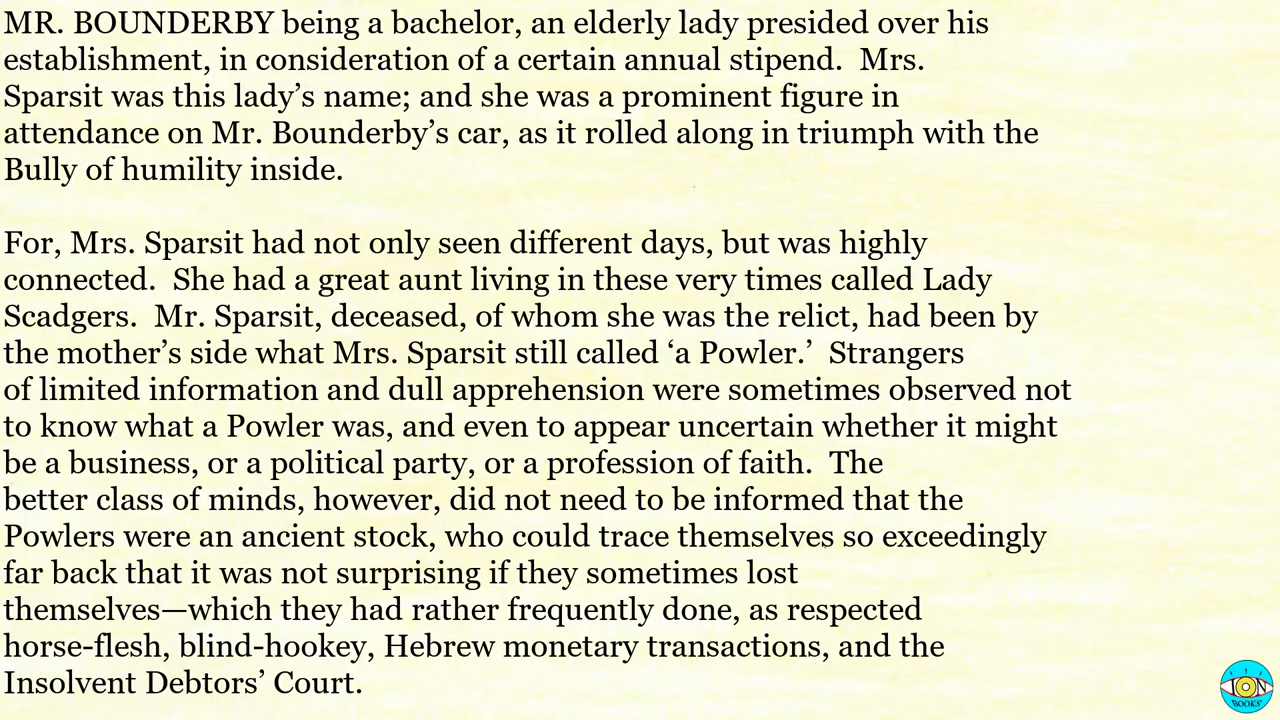 MR. BOUNDERBY being a bachelor, an elderly lady presided over his
establishment, in consideration of a certain annual stipend.  Mrs.
Sparsit was this lady’s name; and she was a prominent figure in
attendance on Mr. Bounderby’s car, as it rolled along in triumph with the
Bully of humility inside.

For, Mrs. Sparsit had not only seen different days, but was highly
connected.  She had a great aunt living in these very times called Lady
Scadgers.  Mr. Sparsit, deceased, of whom she was the relict, had been by
the mother’s side what Mrs. Sparsit still called ‘a Powler.’  Strangers
of limited information and dull apprehension were sometimes observed not
to know what a Powler was, and even to appear uncertain whether it might
be a business, or a political party, or a profession of faith.  The
better class of minds, however, did not need to be informed that the
Powlers were an ancient stock, who could trace themselves so exceedingly
far back that it was not surprising if they sometimes lost
themselves—which they had rather frequently done, as respected
horse-flesh, blind-hookey, Hebrew monetary transactions, and the
Insolvent Debtors’ Court.
ION
BOOKS